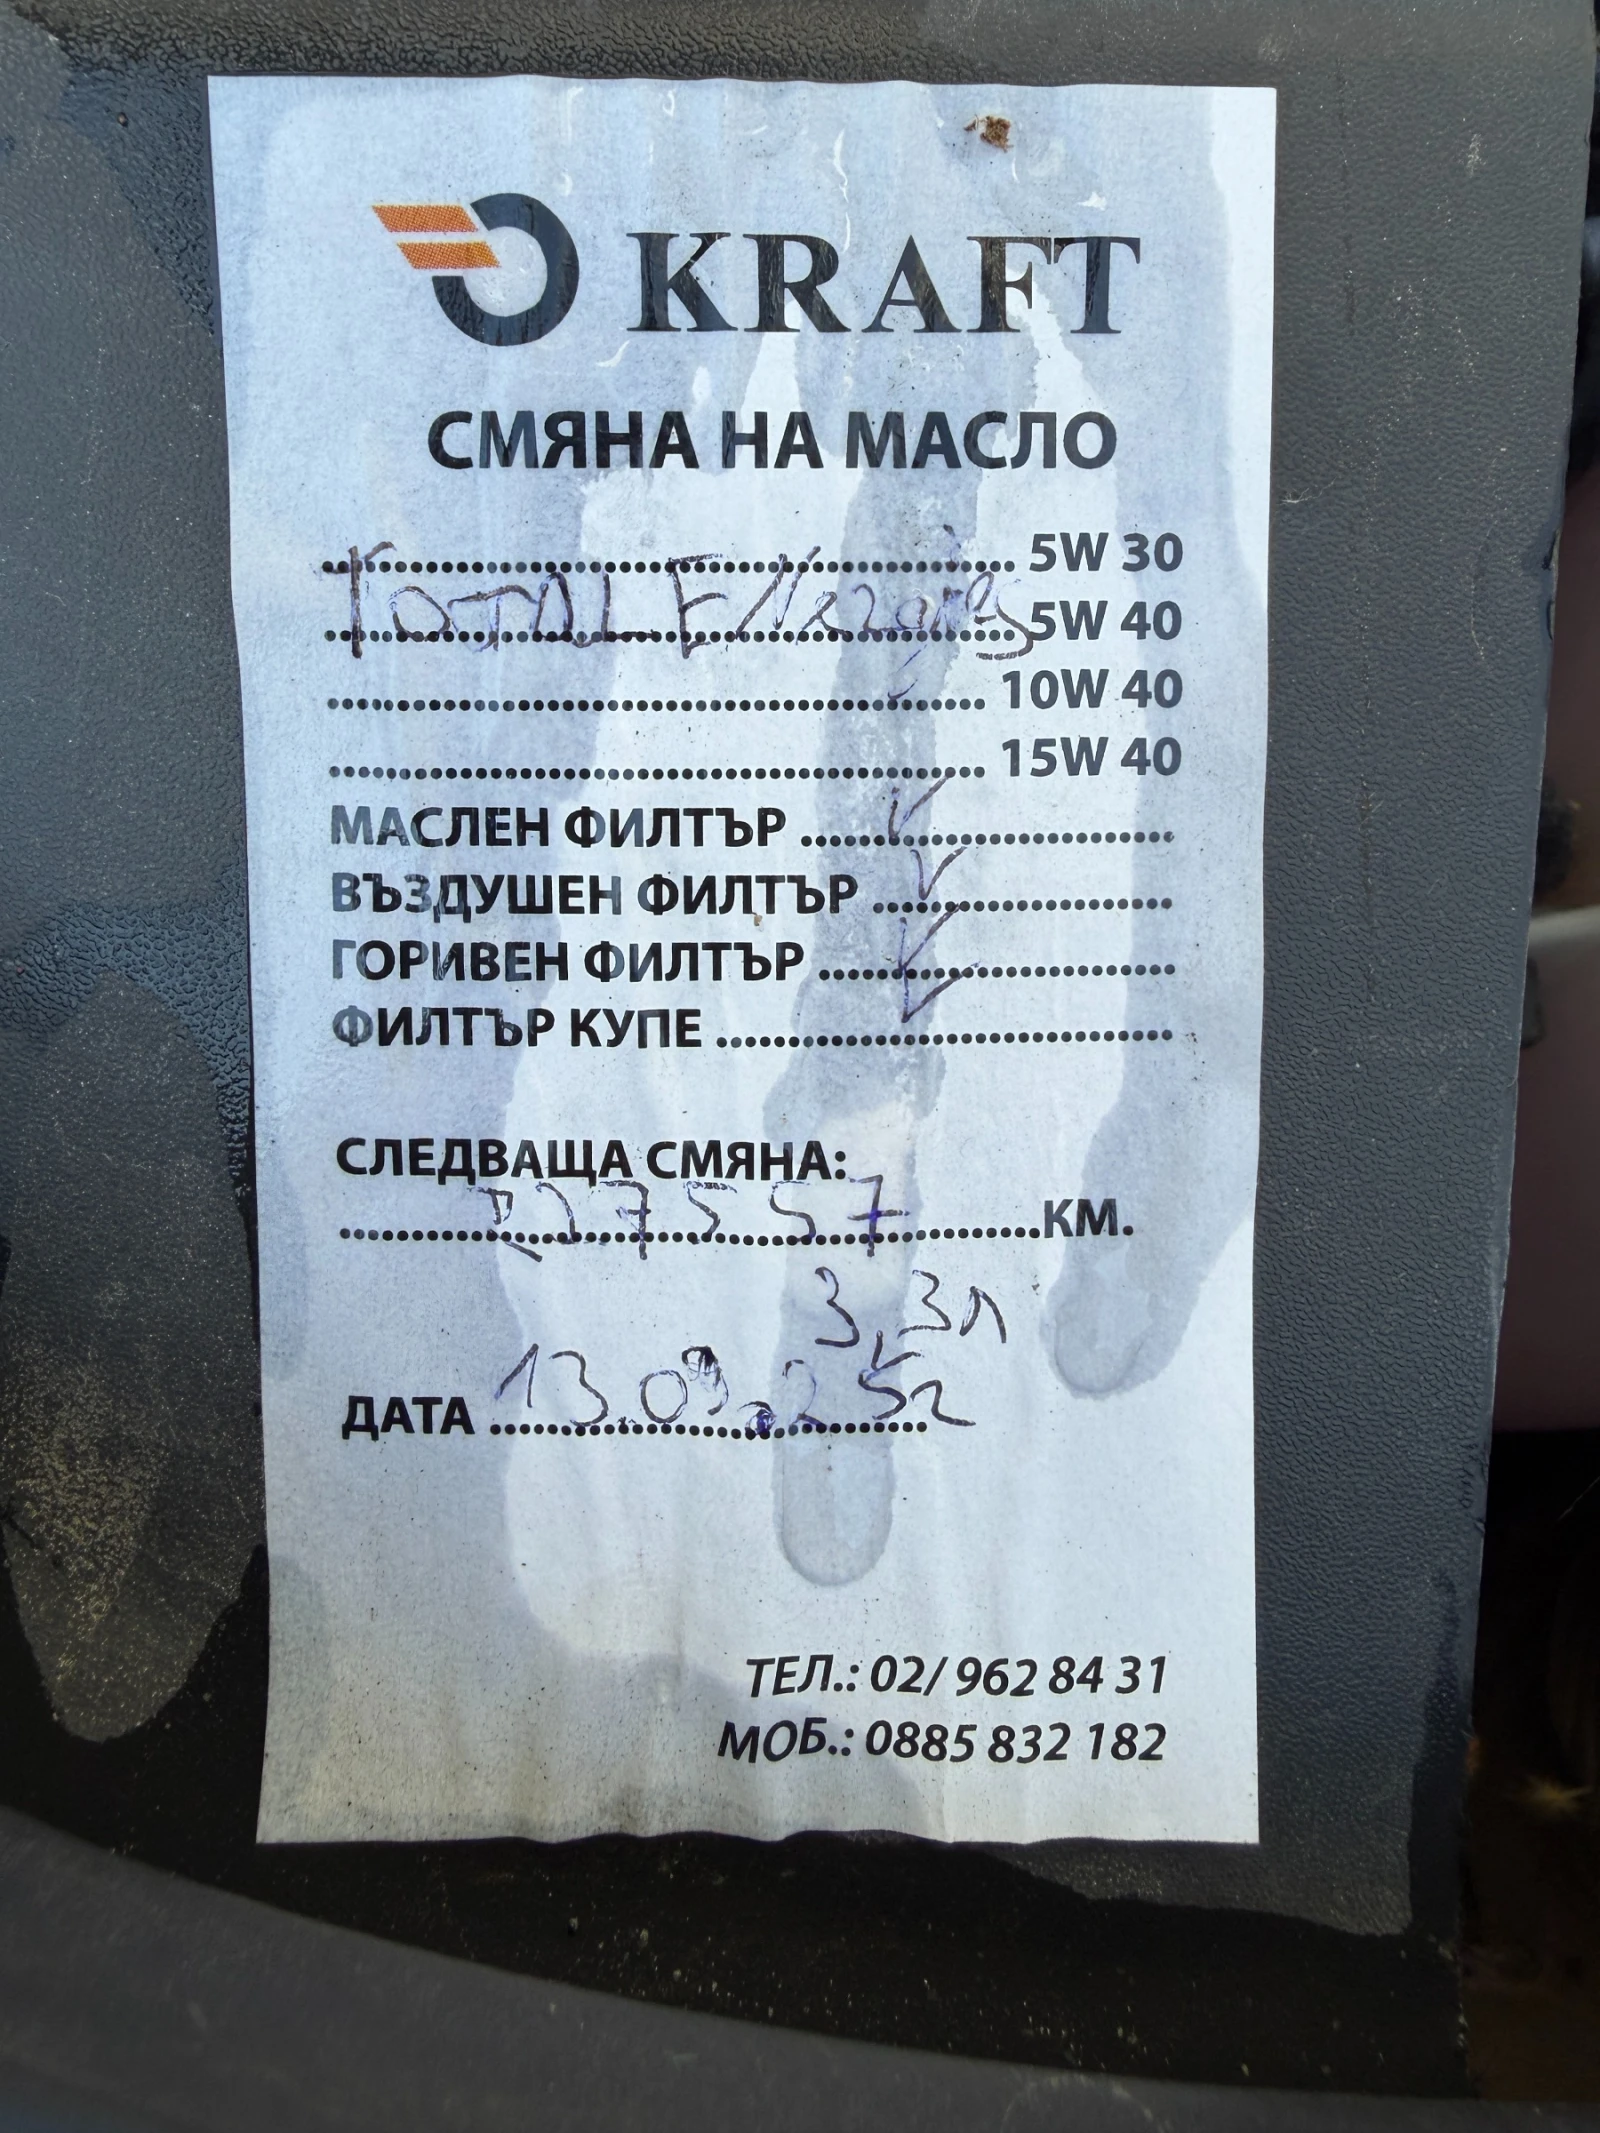 KRAFT
СМЯНА НА МАСЛО
........ 5W 30
TOTAL ........ 5W 40
........ 10W 40
........ 15W 40
МАСЛЕН ФИЛТЪР ........ V
ВЪЗДУШЕН ФИЛТЪР ........ V
ГОРИВЕН ФИЛТЪР ........ V
ФИЛТЪР КУПЕ ........
СЛЕДВАЩА СМЯНА:
227557 КМ.
3,3л
ДАТА 13.09.25г
ТЕЛ.: 02/ 962 84 31
МОБ.: 0885 832 182